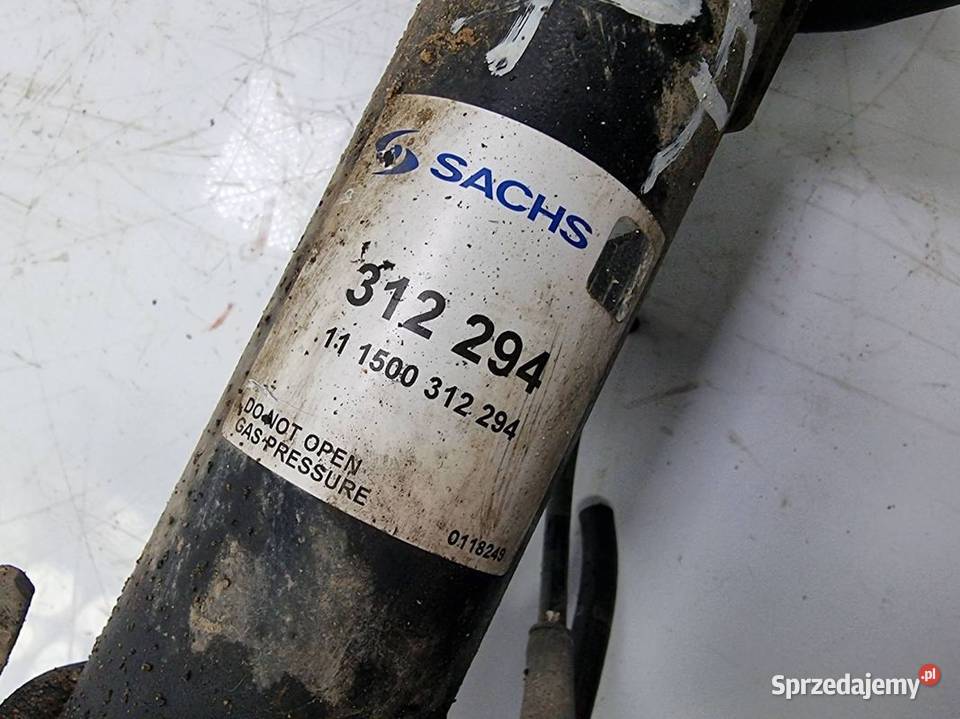 SACHS
312 294
11 1500 312 294
DO NOT OPEN
GAS-PRESSURE
0118249
Sprzedajemy.pl